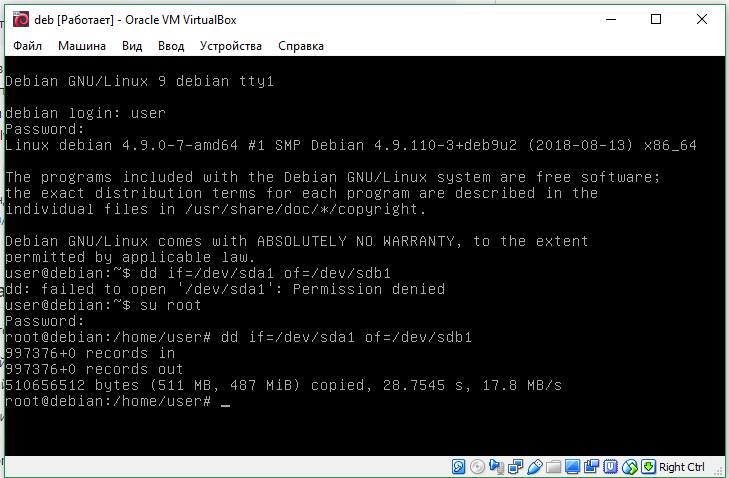 deb [Работает] - Oracle VM VirtualBox
Файл Машина Вид Ввод Устройства Справка
Debian GNU/Linux 9 debian tty1
debian login: user
Password:
Linux debian 4.9.0-7-amd64 #1 SMP Debian 4.9.110-3+deb9u2 (2018-08-13) x86_64
The programs included with the Debian GNU/Linux system are free software;
the exact distribution terms for each program are described in the
individual files in /usr/share/doc/*/copyright.
Debian GNU/Linux comes with ABSOLUTELY NO WARRANTY, to the extent
permitted by applicable law.
user@debian:~$ dd if=/dev/sda1 of=/dev/sdb1
dd: failed to open '/dev/sda1': Permission denied
user@debian:~$ su root
Password:
root@debian:/home/user# dd if=/dev/sda1 of=/dev/sdb1
997376+0 records in
997376+0 records out
510656512 bytes (511 MB, 487 MiB) copied, 28.7545 s, 17.8 MB/s
root@debian:/home/user# _
Right Ctrl